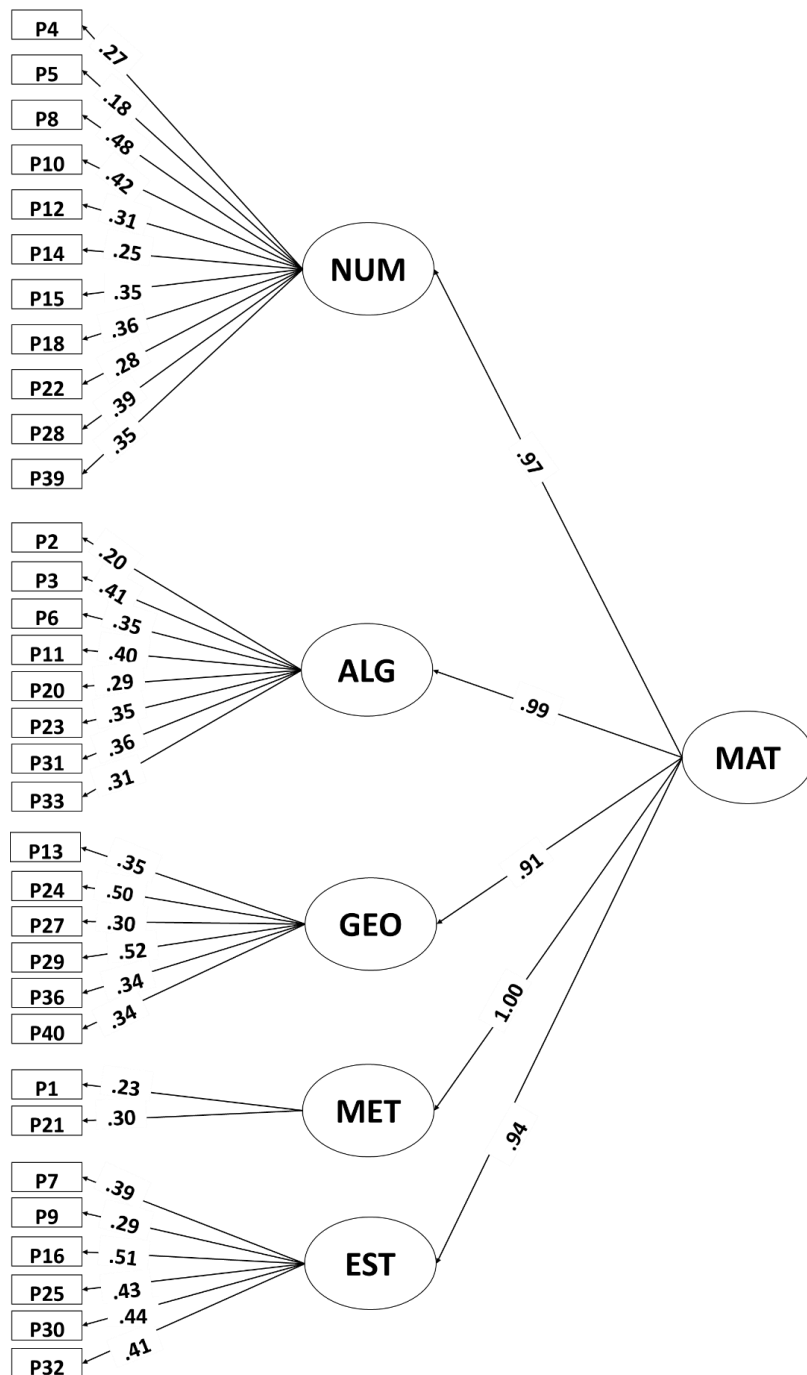 P4
.27
P5
.18
P8
.48
P10
.42
P12
.31
P14
.25
P15
.35
P18
.36
P22
.28
P28
.39
P39
.35
NUM
.97
P2
.20
P3
.41
P6
.35
P11
.40
P20
.29
P23
.35
P31
.36
P33
.31
ALG
.99
MAT
P13
.35
P24
.50
P27
.30
P29
.52
P36
.34
P40
.34
GEO
.91
P1
.23
P21
.30
MET
1.00
P7
.39
P9
.29
P16
.51
P25
.43
P30
.44
P32
.41
EST
.94